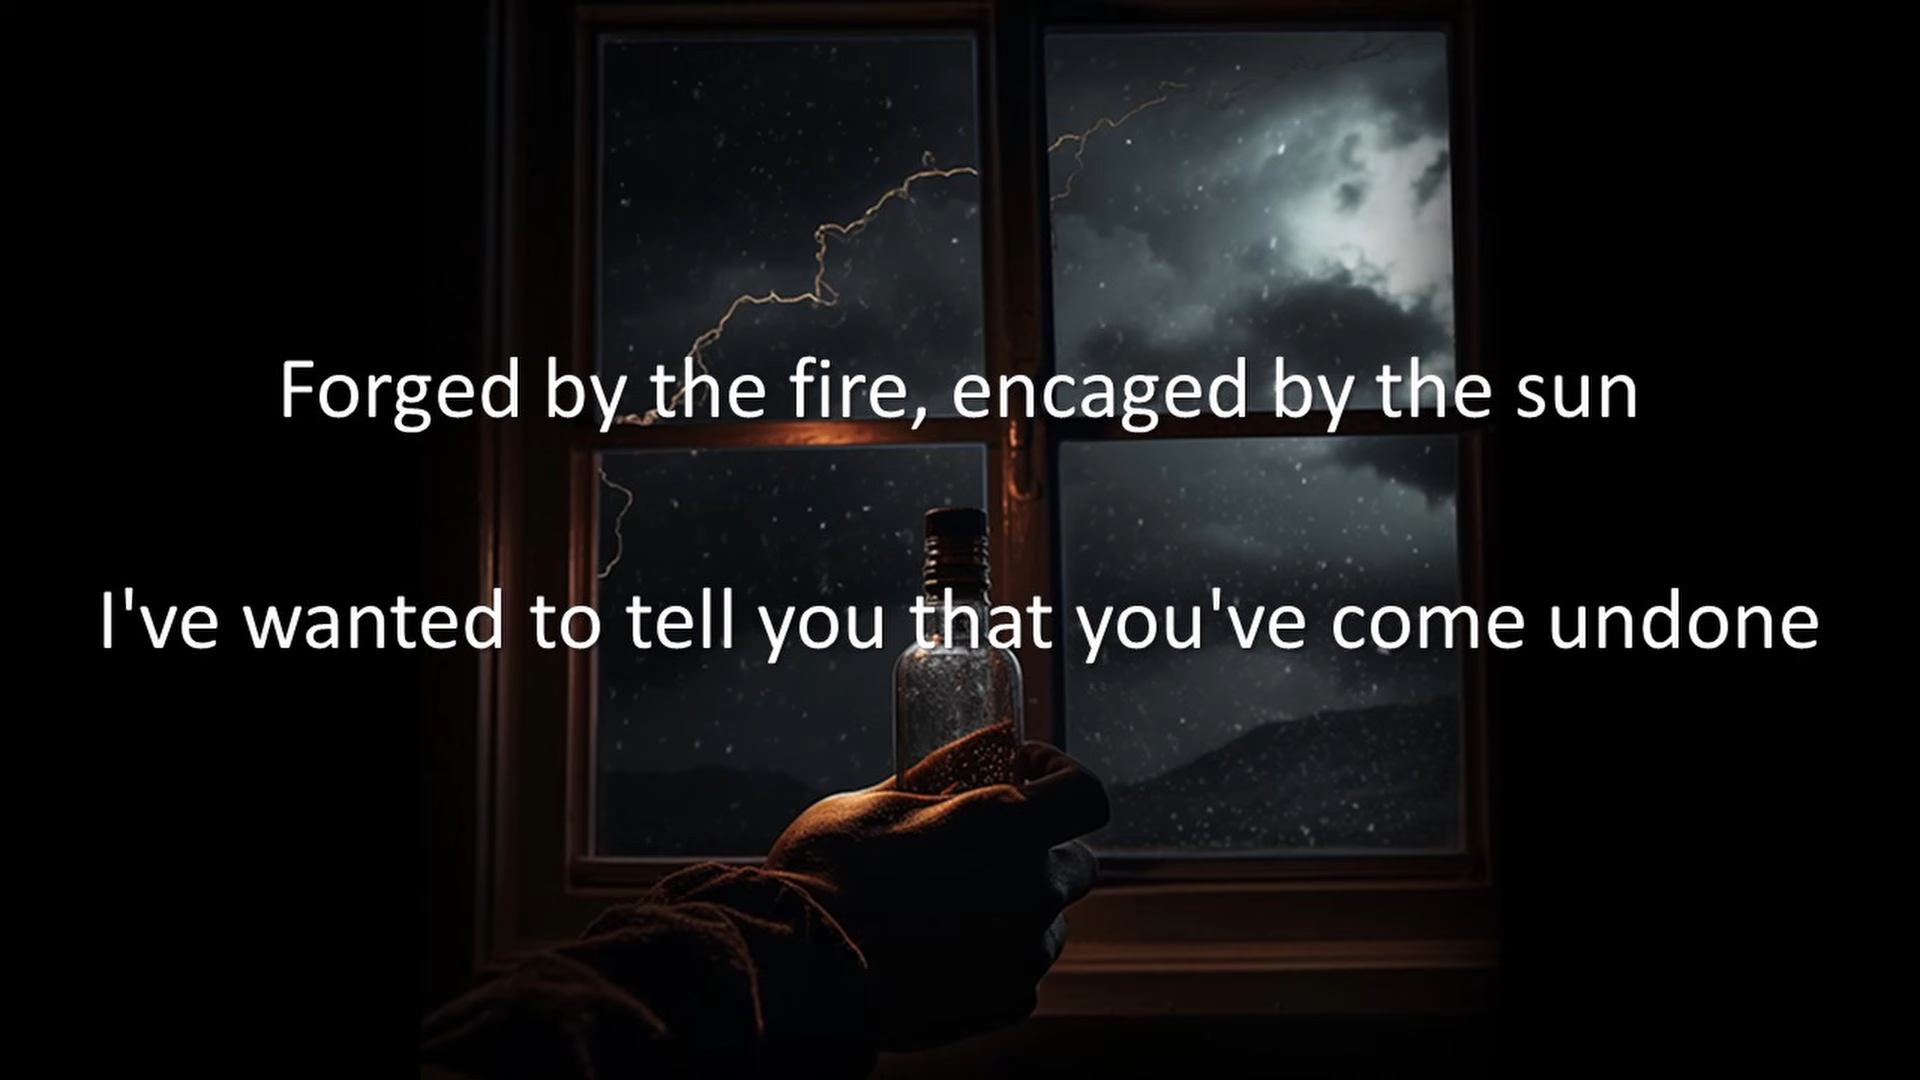 Forged by the fire, encaged by the sun
I've wanted to tell you that you've come undone